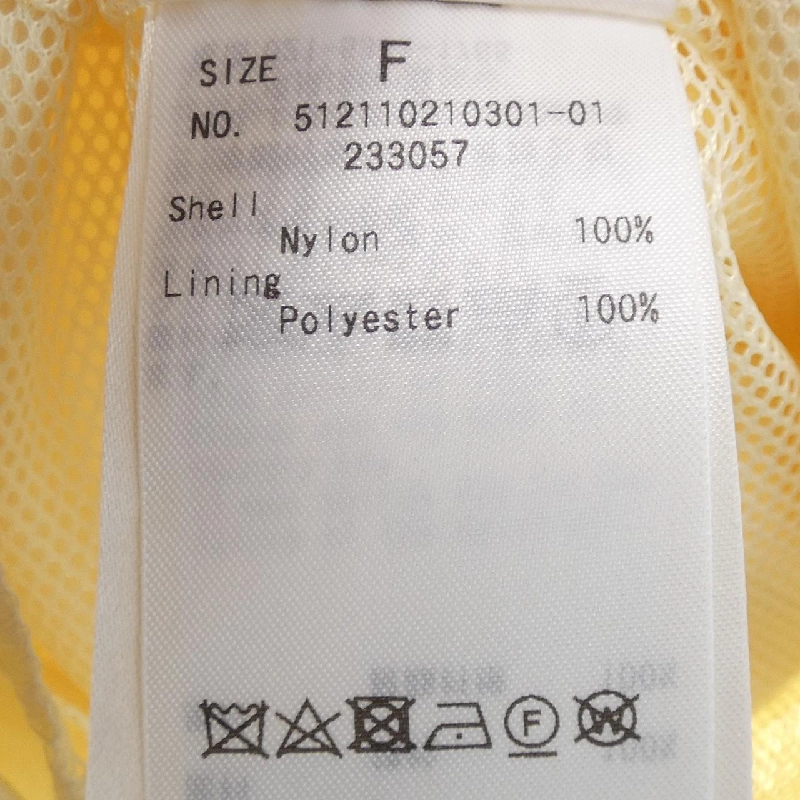 SIZE F
NO. 512110210301-01
233057
Shell
Nylon 100%
Lining
Polyester 100%
F W